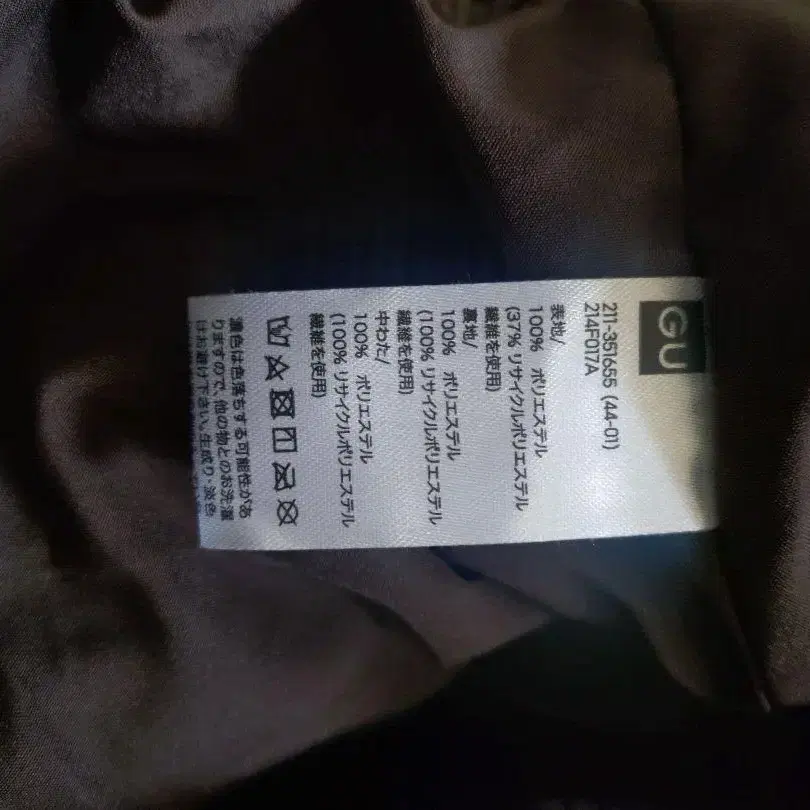 GU
211-351655 (44-01)
214F017A
表地/
100% ポリエステル
(37% リサイクルポリエステル
繊維を使用)
裏地/
100% ポリエステル
(100% リサイクルポリエステル
繊維を使用)
中わた/
100% ポリエステル
(100% リサイクルポリエステル
繊維を使用)
濃色は色落ちする可能性があ
りますので、他の物とのお洗濯
はお避け下さい。生成り・淡色